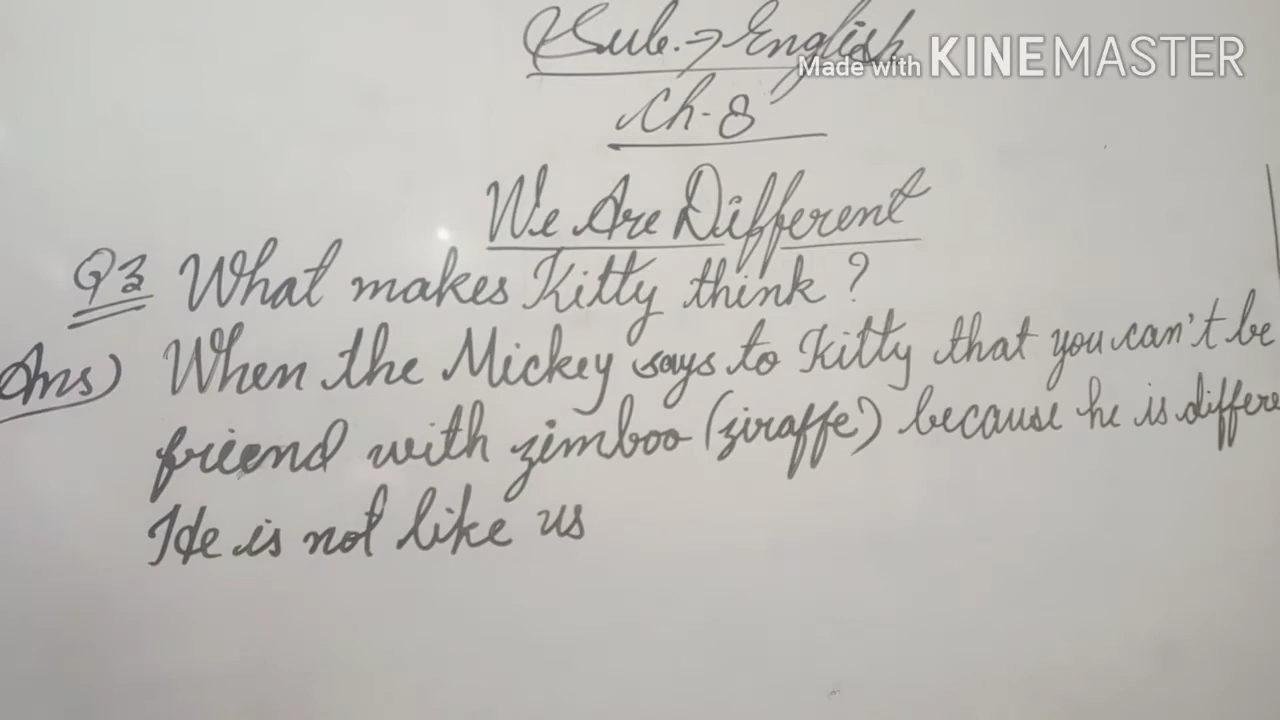 Sub. → English
Made with KINEMASTER
Ch-8
We Are Different
Q3 What makes Kitty think ?
Ans) When the Mickey says to Kitty that you can't be
friend with zimboo (ziraffe) because he is differe
He is not like us